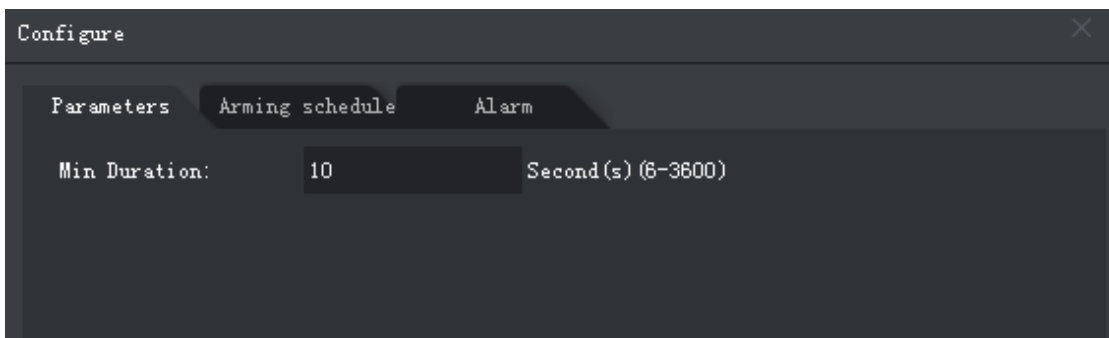 Configure
Parameters Arming schedule Alarm
Min Duration: 10 Second(s)(6-3600)